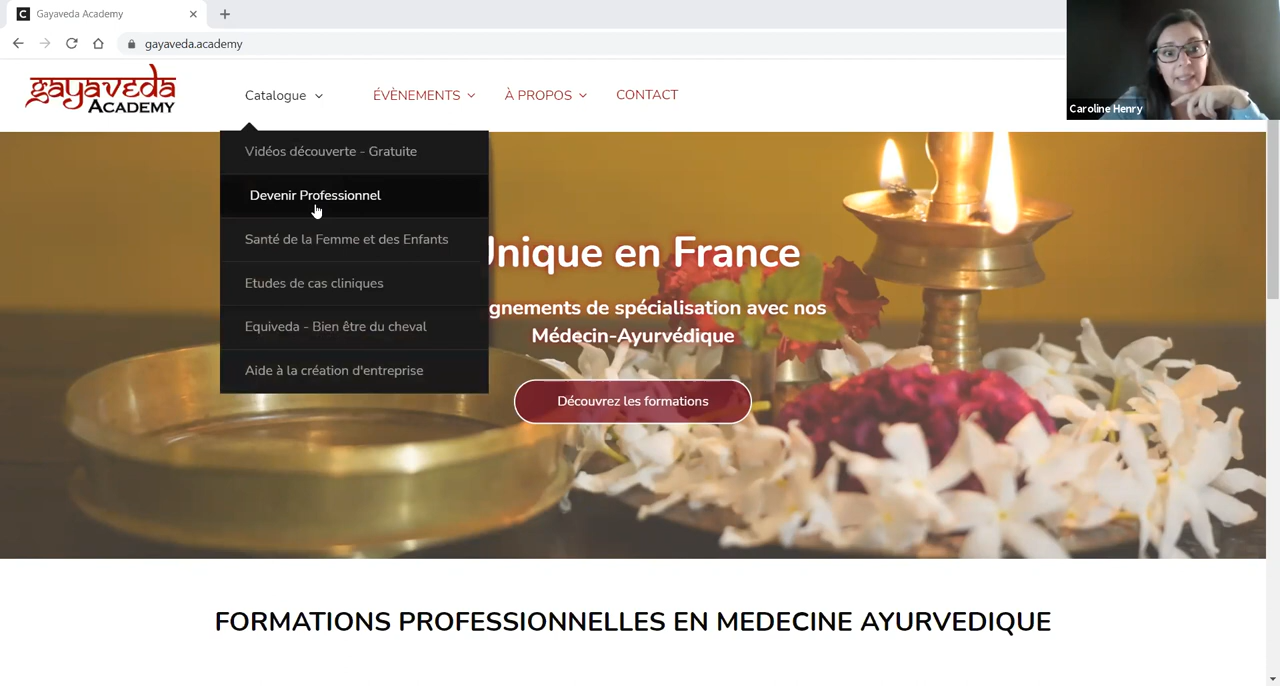 Gayaveda Academy
gayaveda.academy
Caroline Henry
gayaveda
ACADEMY
Catalogue
ÉVÈNEMENTS
À PROPOS
CONTACT
Vidéos découverte - Gratuite
Devenir Professionnel
Santé de la Femme et des Enfants
Etudes de cas cliniques
Equiveda - Bien être du cheval
Aide à la création d'entreprise
Unique en France
gnements de spécialisation avec nos
Médecin-Ayurvédique
Découvrez les formations
FORMATIONS PROFESSIONNELLES EN MEDECINE AYURVEDIQUE